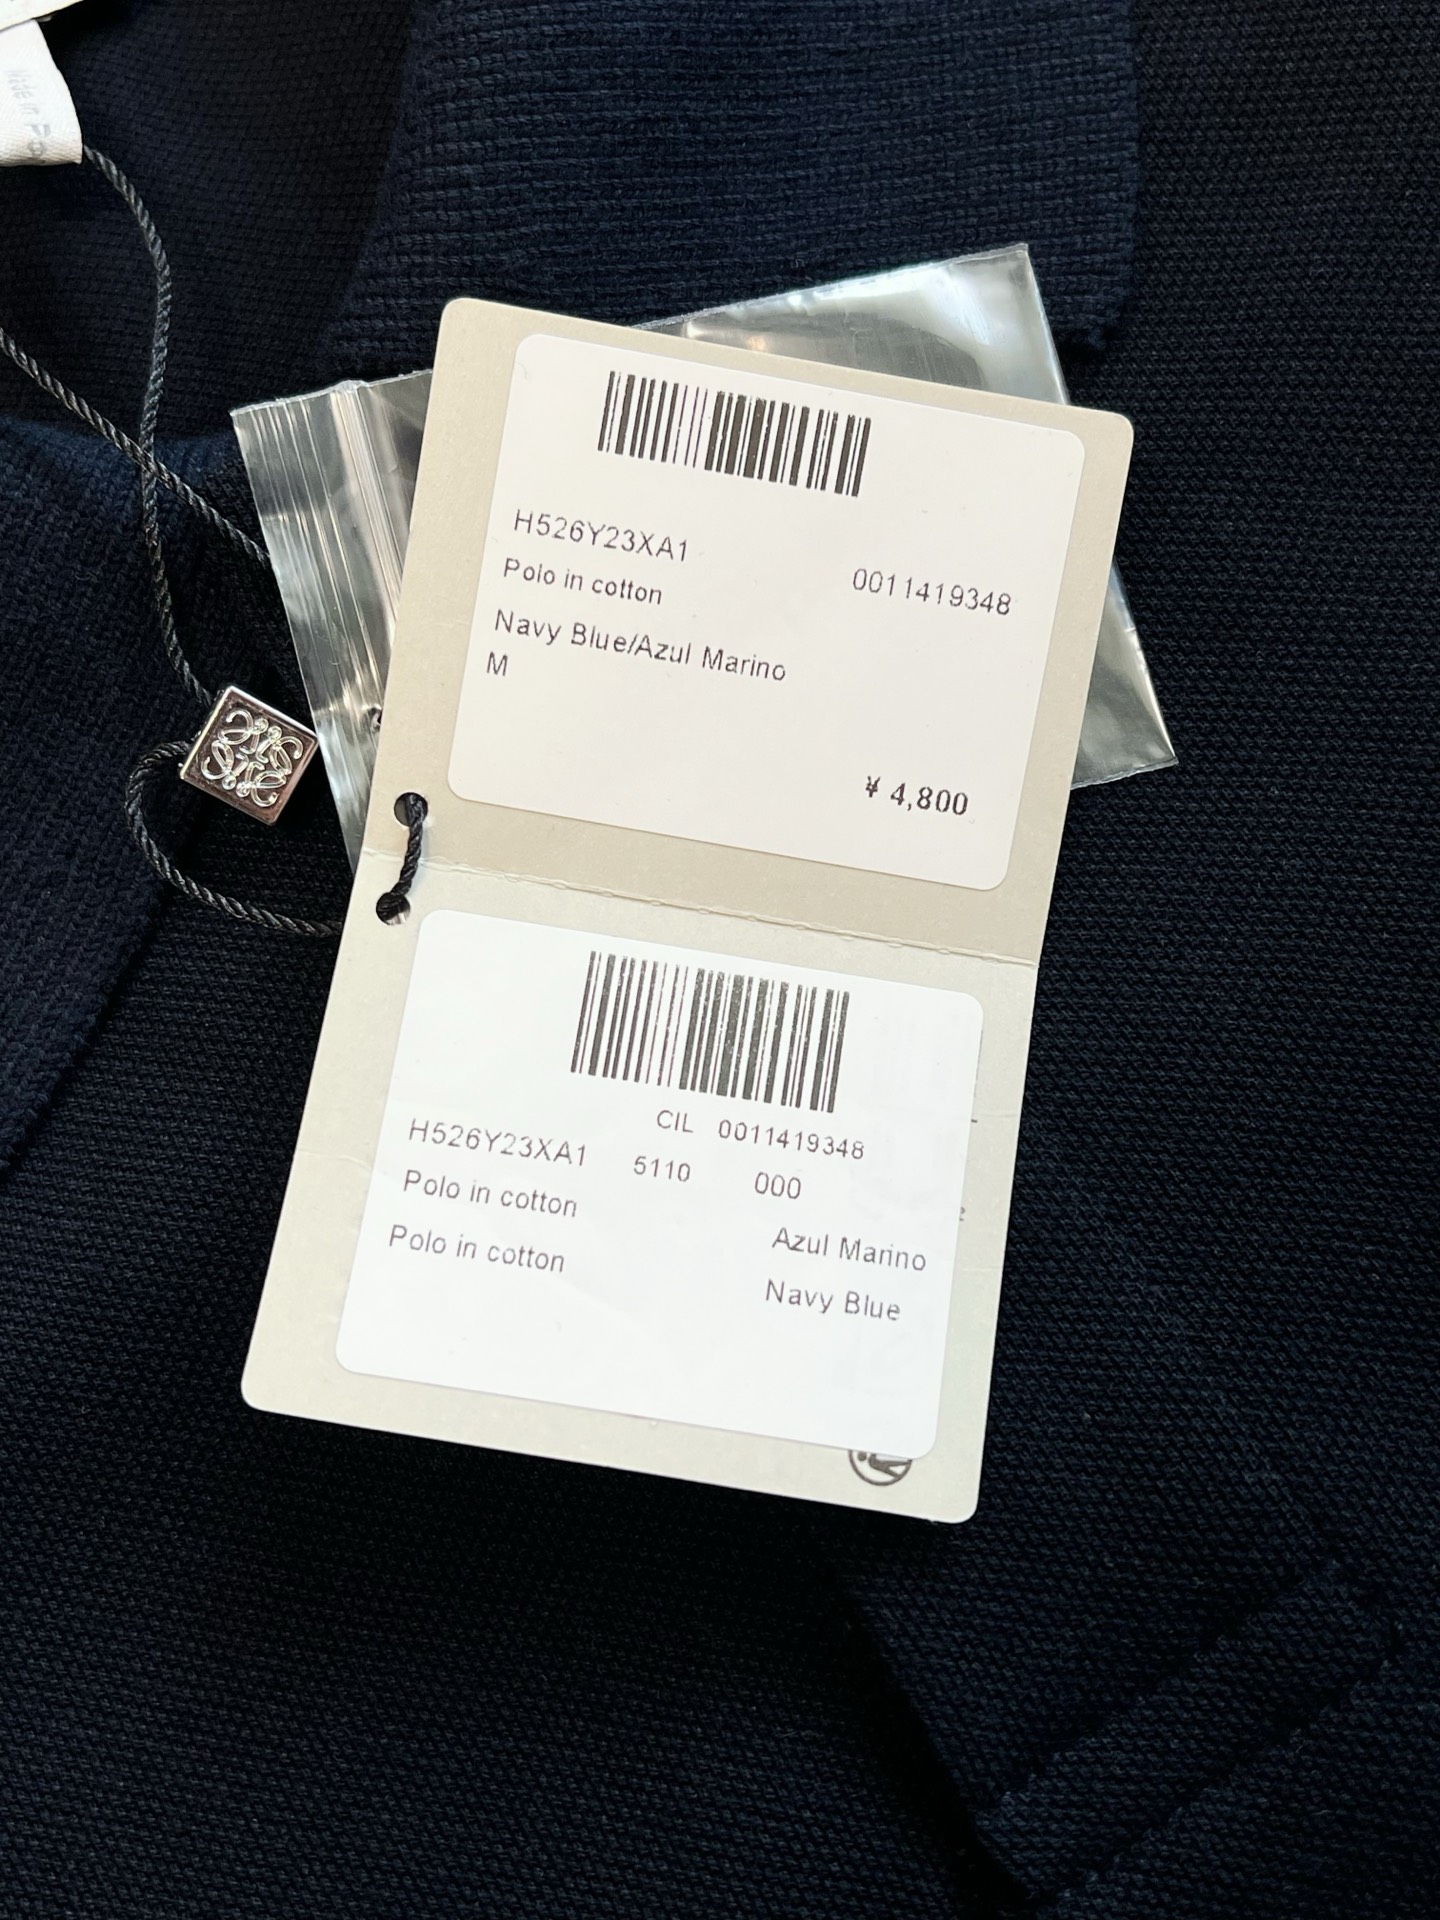 H526Y23XA1
Polo in cotton
0011419348
Navy Blue/Azul Marino
M
¥ 4,800
CIL 0011419348
H526Y23XA1 5110 000
Polo in cotton
Azul Marino
Polo in cotton
Navy Blue